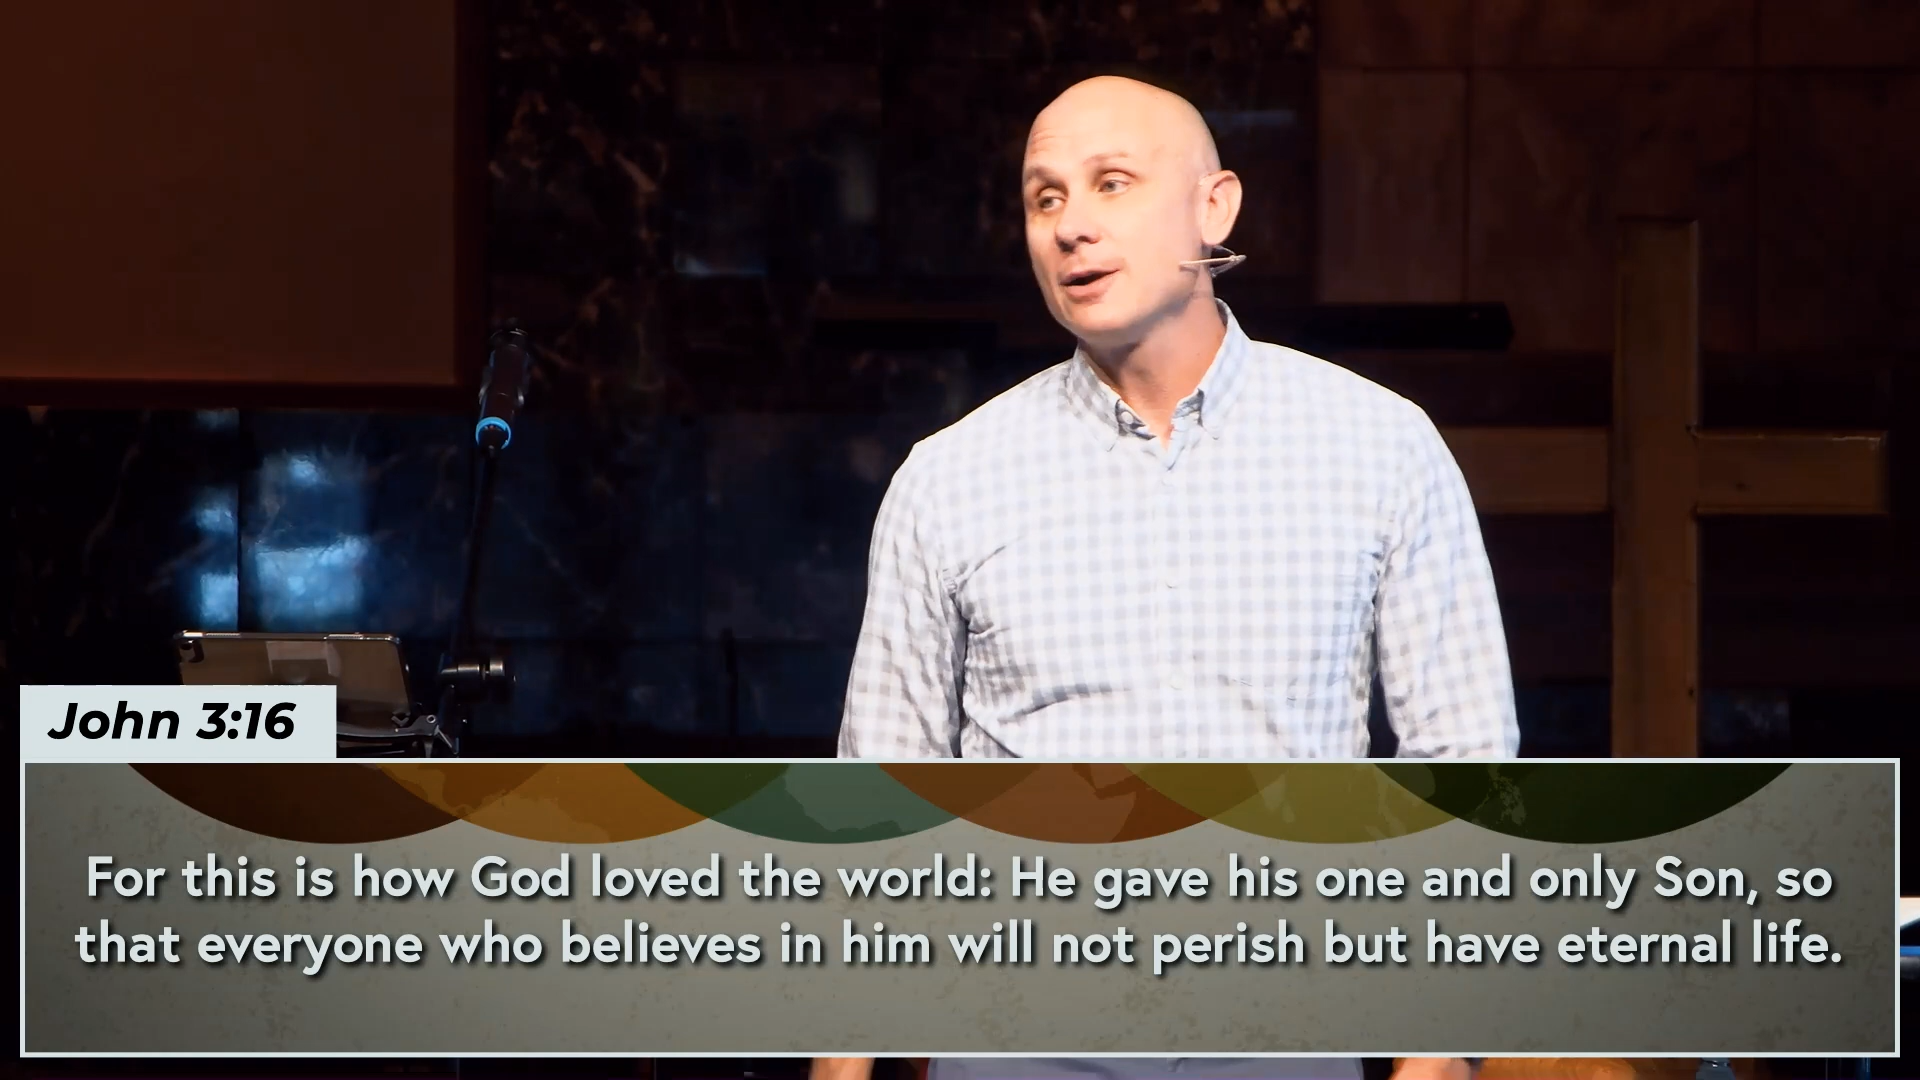 John 3:16
For this is how God loved the world: He gave his one and only Son, so
that everyone who believes in him will not perish but have eternal life.